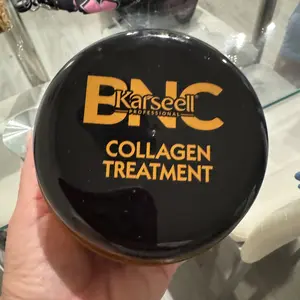 BNC
Karseell
PROFESSIONAL
COLLAGEN
TREATMENT